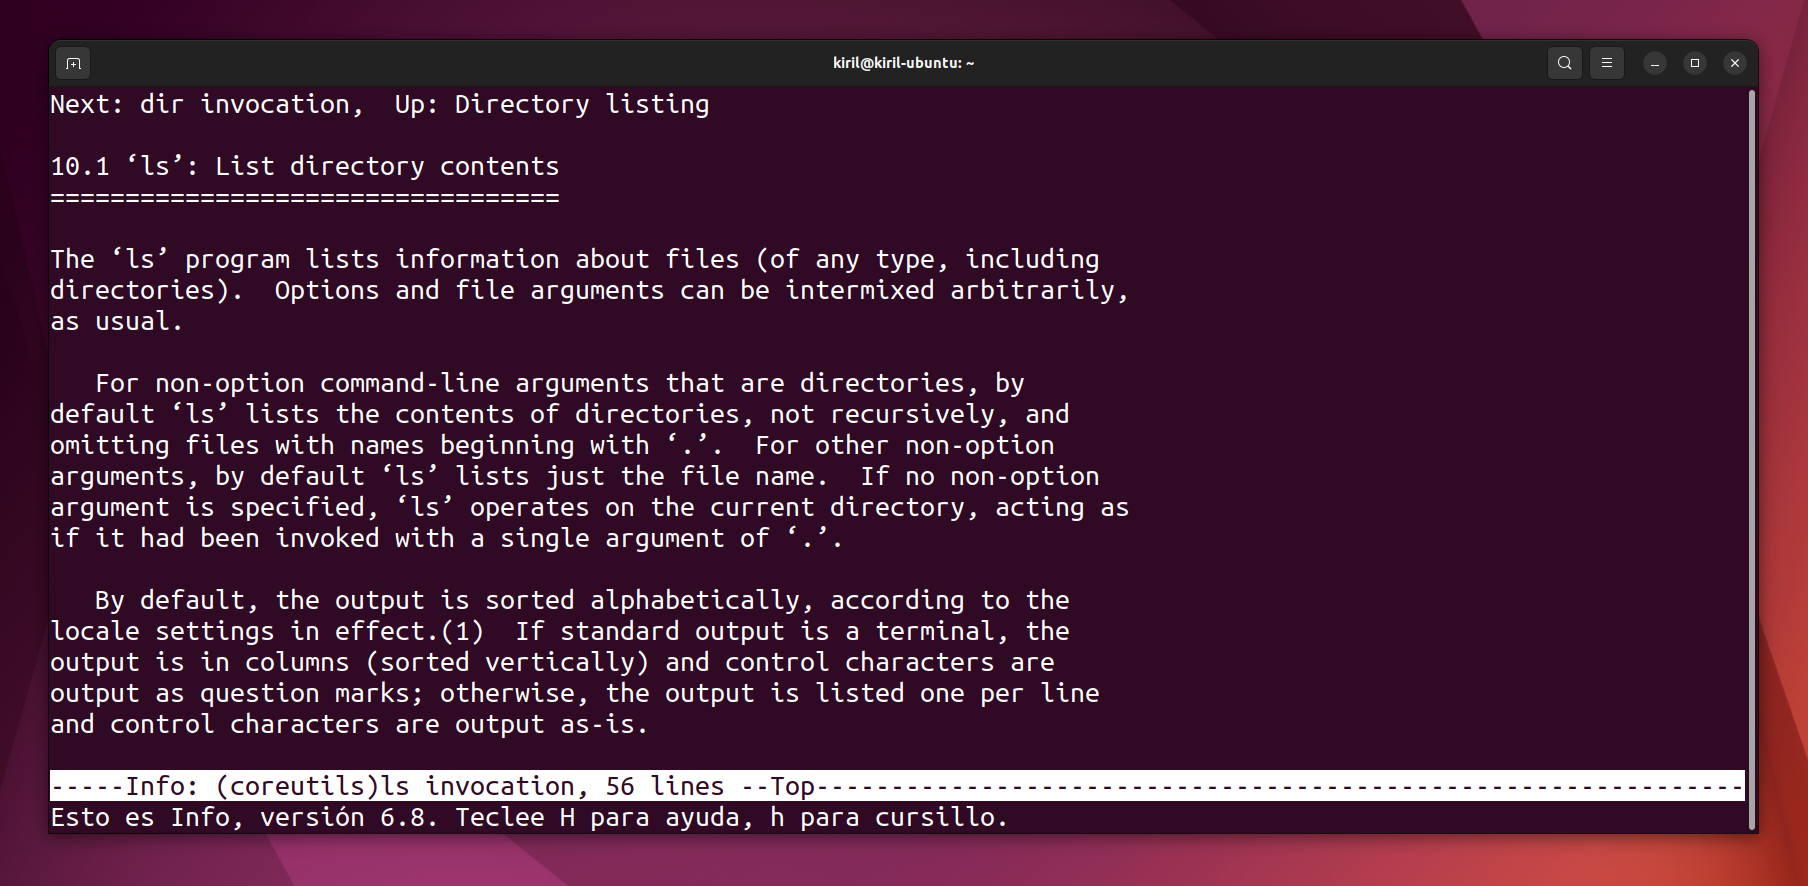 kiril@kiril-ubuntu: ~
Next: dir invocation,  Up: Directory listing
10.1 ‘ls’: List directory contents
==================================
The ‘ls’ program lists information about files (of any type, including
directories).  Options and file arguments can be intermixed arbitrarily,
as usual.
   For non-option command-line arguments that are directories, by
default ‘ls’ lists the contents of directories, not recursively, and
omitting files with names beginning with ‘.’.  For other non-option
arguments, by default ‘ls’ lists just the file name.  If no non-option
argument is specified, ‘ls’ operates on the current directory, acting as
if it had been invoked with a single argument of ‘.’.
   By default, the output is sorted alphabetically, according to the
locale settings in effect.(1)  If standard output is a terminal, the
output is in columns (sorted vertically) and control characters are
output as question marks; otherwise, the output is listed one per line
and control characters are output as-is.
-----Info: (coreutils)ls invocation, 56 lines --Top--------------------------------------------------------------
Esto es Info, versión 6.8. Teclee H para ayuda, h para cursillo.